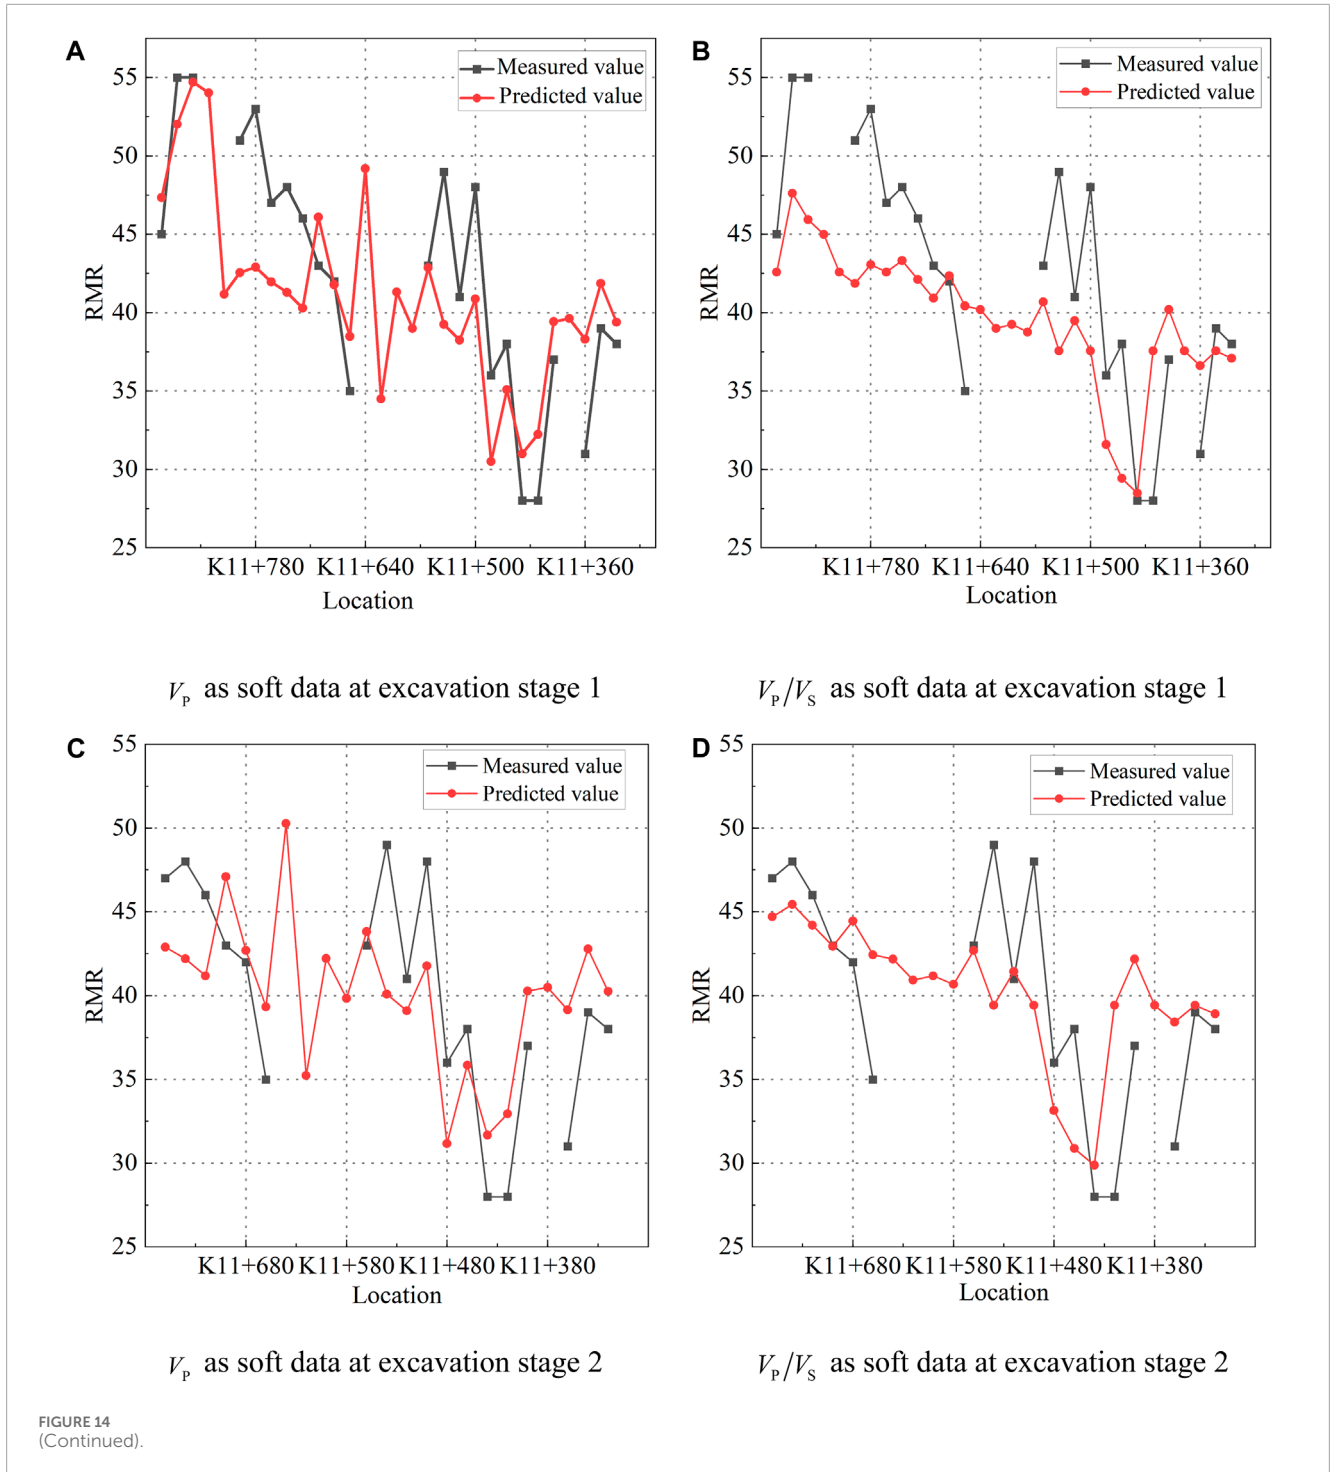 A
Measured value
Predicted value
55
50
45
40
35
30
25
RMR
K11+780 K11+640 K11+500 K11+360
Location
V_P as soft data at excavation stage 1
B
Measured value
Predicted value
55
50
45
40
35
30
25
RMR
K11+780 K11+640 K11+500 K11+360
Location
V_P/V_S as soft data at excavation stage 1
C
Measured value
Predicted value
55
50
45
40
35
30
25
RMR
K11+680 K11+580 K11+480 K11+380
Location
V_P as soft data at excavation stage 2
D
Measured value
Predicted value
55
50
45
40
35
30
25
RMR
K11+680 K11+580 K11+480 K11+380
Location
V_P/V_S as soft data at excavation stage 2
FIGURE 14
(Continued).